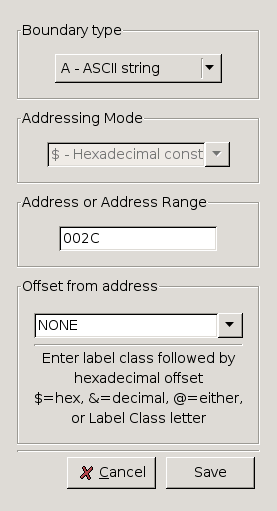 Boundary type
A - ASCII string
Addressing Mode
$ - Hexadecimal const
Address or Address Range
002C
Offset from address
NONE
Enter label class followed by
hexadecimal offset
$=hex, &=decimal, @=either,
or Label Class letter
Cancel
Save